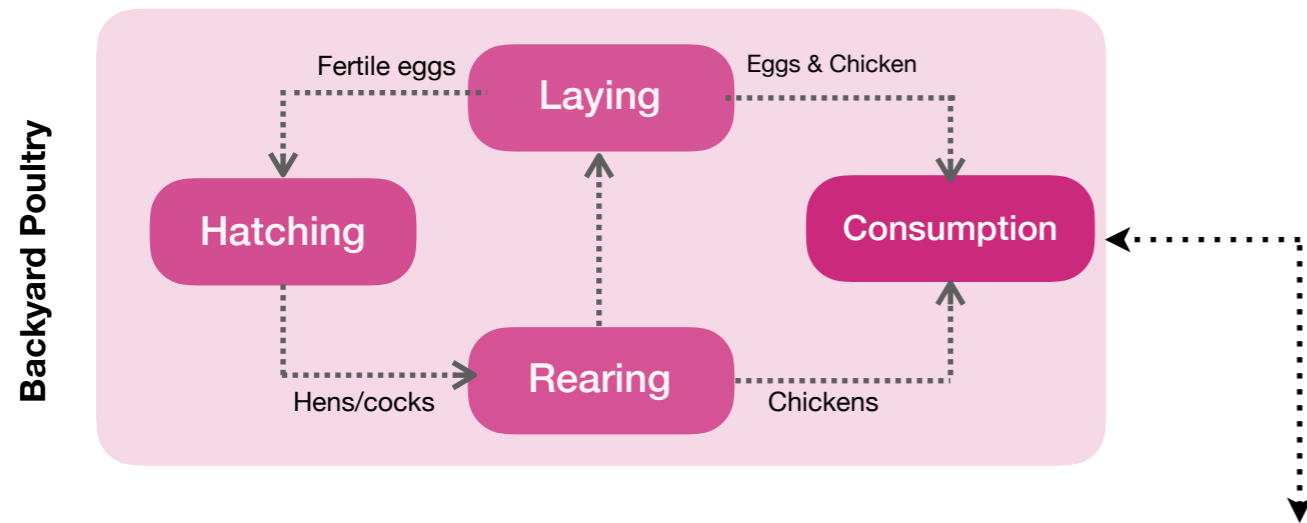 Backyard Poultry
Fertile eggs
Laying
Eggs & Chicken
Hatching
Consumption
Hens/cocks
Rearing
Chickens